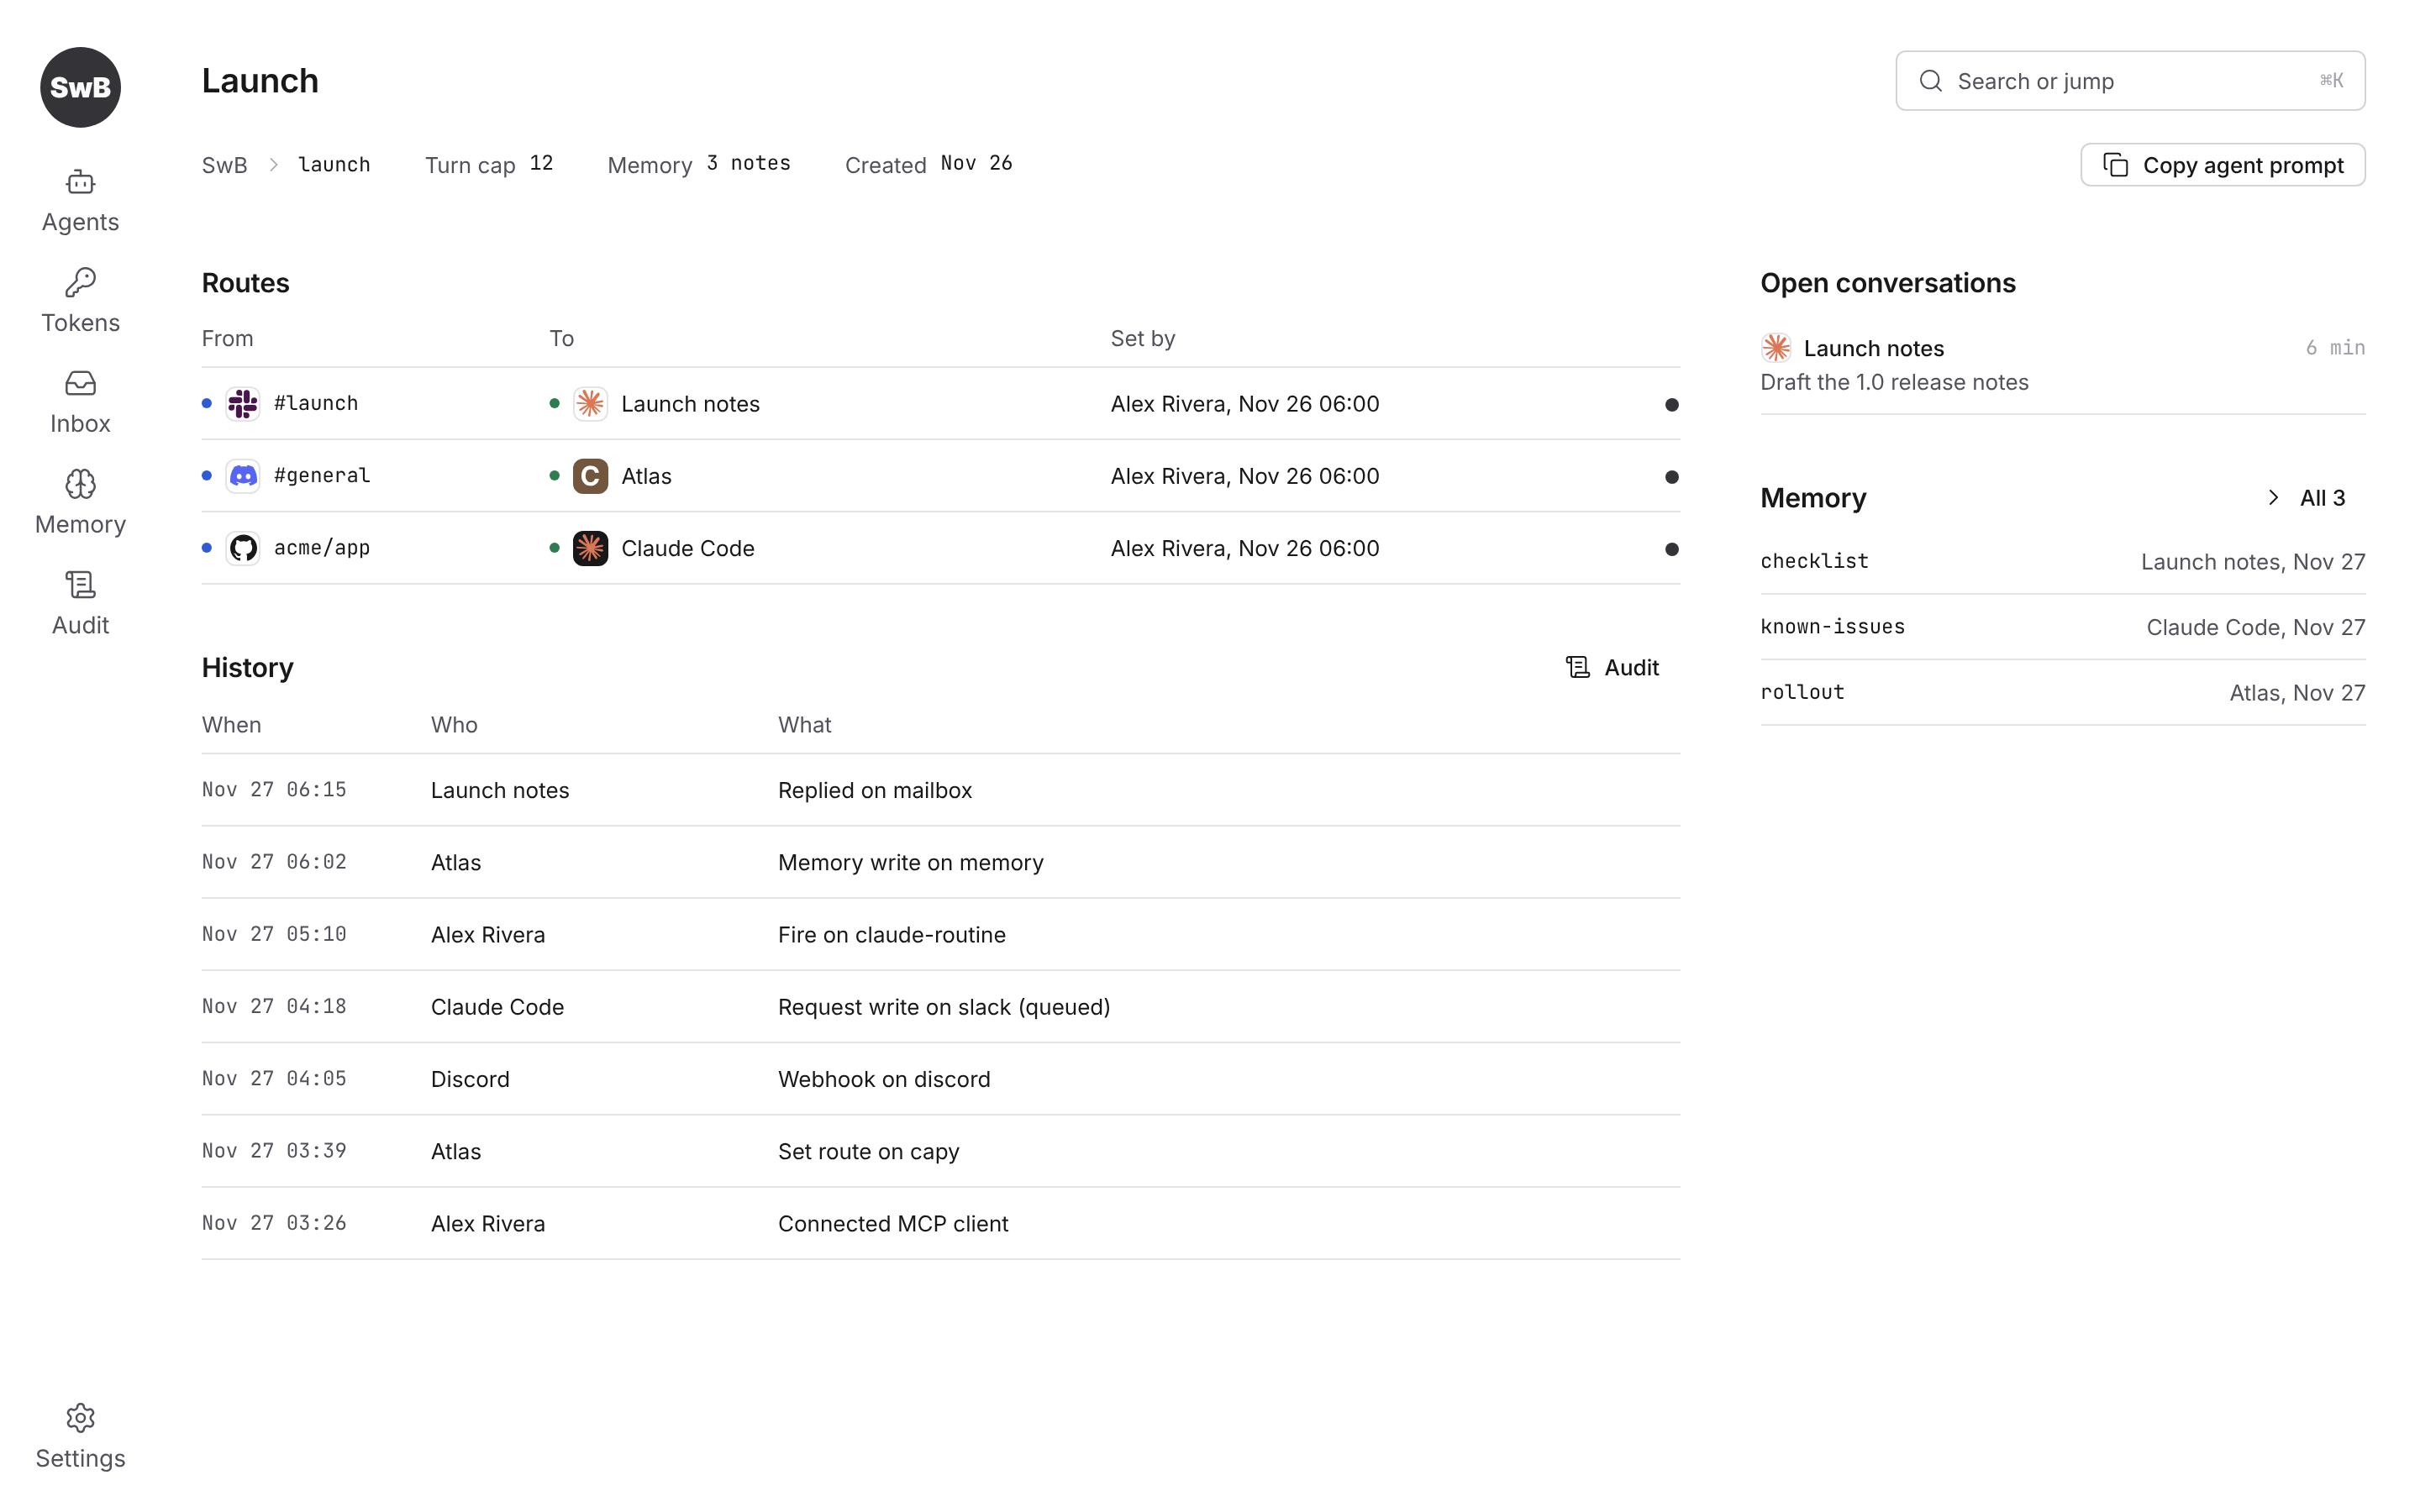 SwB
Agents
Tokens
Inbox
Memory
Audit
Settings
Launch
Search or jump ⌘K
SwB > launch Turn cap 12 Memory 3 notes Created Nov 26
Copy agent prompt
Routes
From To Set by
#launch Launch notes Alex Rivera, Nov 26 06:00
#general C Atlas Alex Rivera, Nov 26 06:00
acme/app Claude Code Alex Rivera, Nov 26 06:00
History Audit
When Who What
Nov 27 06:15 Launch notes Replied on mailbox
Nov 27 06:02 Atlas Memory write on memory
Nov 27 05:10 Alex Rivera Fire on claude-routine
Nov 27 04:18 Claude Code Request write on slack (queued)
Nov 27 04:05 Discord Webhook on discord
Nov 27 03:39 Atlas Set route on capy
Nov 27 03:26 Alex Rivera Connected MCP client
Open conversations
Launch notes 6 min
Draft the 1.0 release notes
Memory > All 3
checklist Launch notes, Nov 27
known-issues Claude Code, Nov 27
rollout Atlas, Nov 27